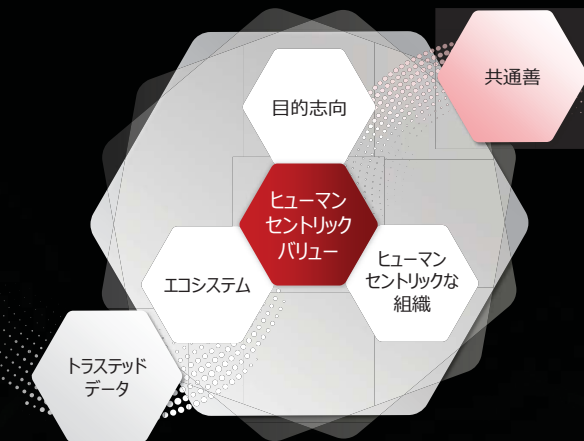 共通善
目的志向
ヒューマン
セントリック
バリュー
エコシステム
ヒューマン
セントリックな
組織
トラステッド
データ